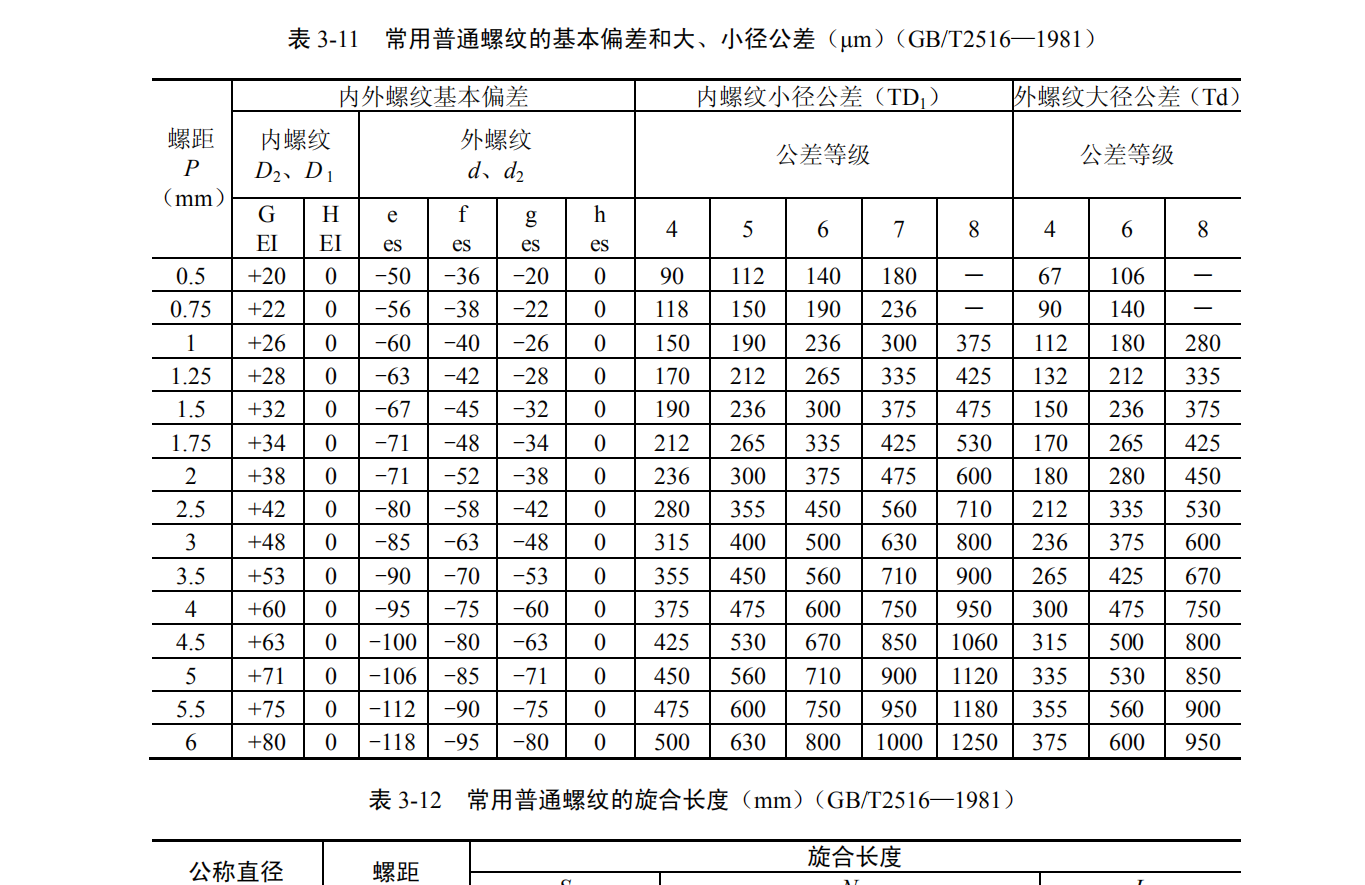 表 3-11 常用普通螺纹的基本偏差和大、小径公差（μm）（GB/T2516—1981）
螺距 P （mm） 内外螺纹基本偏差 内螺纹小径公差（TD1） 外螺纹大径公差（Td）
内螺纹 D2、D1 外螺纹 d、d2 公差等级 公差等级
G EI H EI e es f es g es h es 4 5 6 7 8 4 6 8
0.5 +20 0 −50 −36 −20 0 90 112 140 180 － 67 106 －
0.75 +22 0 −56 −38 −22 0 118 150 190 236 － 90 140 －
1 +26 0 −60 −40 −26 0 150 190 236 300 375 112 180 280
1.25 +28 0 −63 −42 −28 0 170 212 265 335 425 132 212 335
1.5 +32 0 −67 −45 −32 0 190 236 300 375 475 150 236 375
1.75 +34 0 −71 −48 −34 0 212 265 335 425 530 170 265 425
2 +38 0 −71 −52 −38 0 236 300 375 475 600 180 280 450
2.5 +42 0 −80 −58 −42 0 280 355 450 560 710 212 335 530
3 +48 0 −85 −63 −48 0 315 400 500 630 800 236 375 600
3.5 +53 0 −90 −70 −53 0 355 450 560 710 900 265 425 670
4 +60 0 −95 −75 −60 0 375 475 600 750 950 300 475 750
4.5 +63 0 −100 −80 −63 0 425 530 670 850 1060 315 500 800
5 +71 0 −106 −85 −71 0 450 560 710 900 1120 335 530 850
5.5 +75 0 −112 −90 −75 0 475 600 750 950 1180 355 560 900
6 +80 0 −118 −95 −80 0 500 630 800 1000 1250 375 600 950
表 3-12 常用普通螺纹的旋合长度（mm）（GB/T2516—1981）
公称直径 螺距 旋合长度